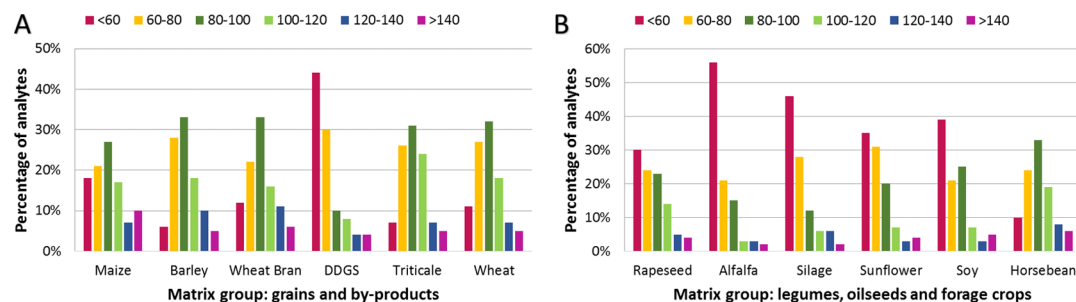 A
<60 60-80 80-100 100-120 120-140 >140
50%
40%
30%
20%
10%
0%
Percentage of analytes
Maize Barley Wheat Bran DDGS Triticale Wheat
Matrix group: grains and by-products
B
<60 60-80 80-100 100-120 120-140 >140
60%
50%
40%
30%
20%
10%
0%
Percentage of analytes
Rapeseed Alfalfa Silage Sunflower Soy Horsebean
Matrix group: legumes, oilseeds and forage crops